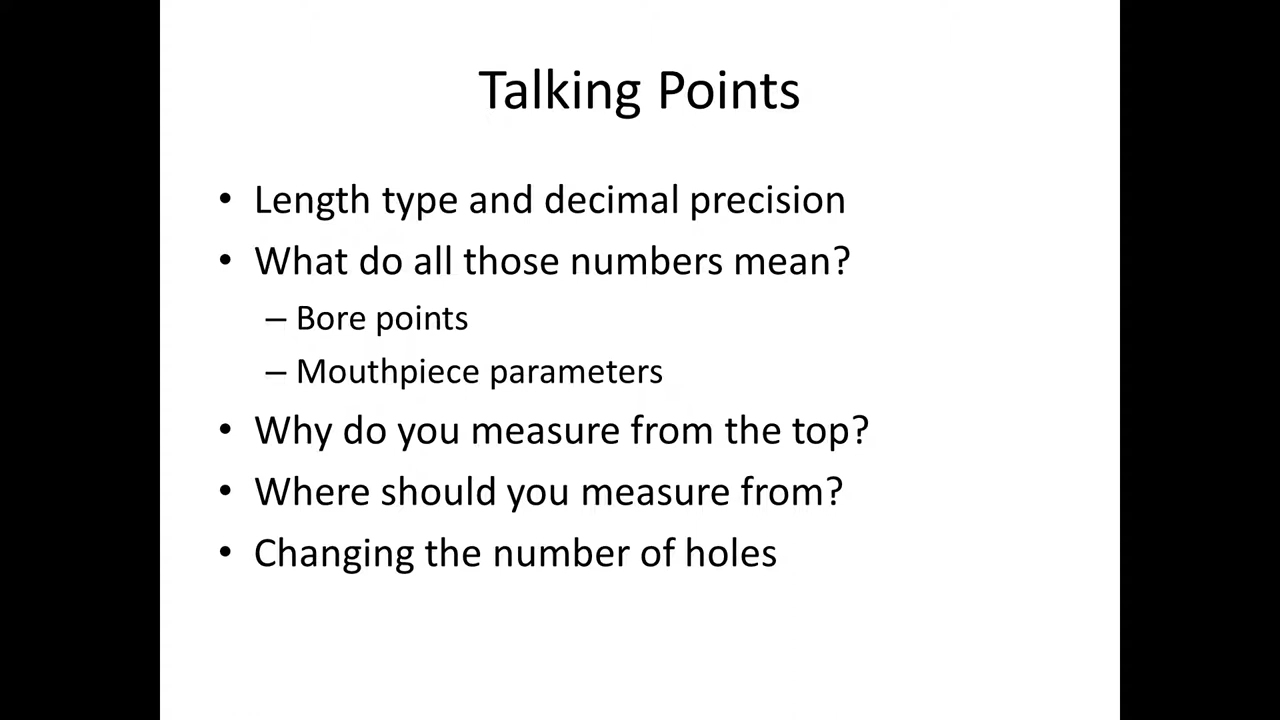 Talking Points
• Length type and decimal precision
• What do all those numbers mean?
– Bore points
– Mouthpiece parameters
• Why do you measure from the top?
• Where should you measure from?
• Changing the number of holes